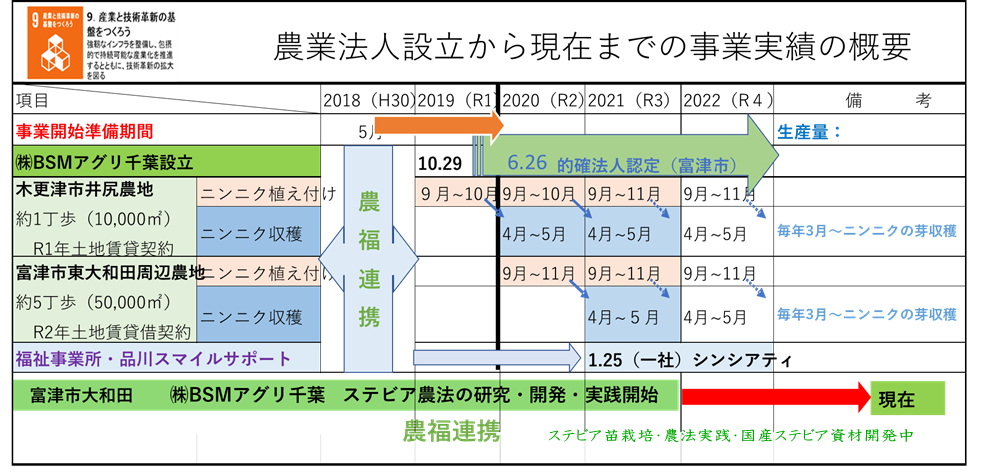 9 産業と技術革新の基盤をつくろう
9. 産業と技術革新の基
盤をつくろう
強靭なインフラを整備し、包摂
的で持続可能な産業化を推進
するとともに、技術革新の拡大
を図る
農業法人設立から現在までの事業実績の概要
項目 2018（H30) 2019（R1) 2020（R2) 2021（R3) 2022（R４) 備 考
事業開始準備期間 5月 生産量：
㈱BSMアグリ千葉設立 10.29 6.26 的確法人認定（富津市）
木更津市井尻農地 ニンニク植え付け ９月~10月 9月~10月 9月~11月 9月~11月
約1丁歩（10,000㎡）
R1年土地賃貸契約
ニンニク収穫 4月~5月 4月~5月 4月~5月 毎年3月～ニンニクの芽収穫
富津市東大和田周辺農地 ニンニク植え付け 9月~11月 9月~11月 9月~11月
約5丁歩（50,000㎡）
R2年土地賃貸借契約
ニンニク収穫 4月~５月 4月~5月 毎年3月～ニンニクの芽収穫
農福連携
福祉事業所・品川スマイルサポート 1.25（一社）シンシアティ
富津市大和田 ㈱BSMアグリ千葉 ステビア農法の研究・開発・実践開始 現在
農福連携 ステビア苗栽培･農法実践･国産ステビア資材開発中